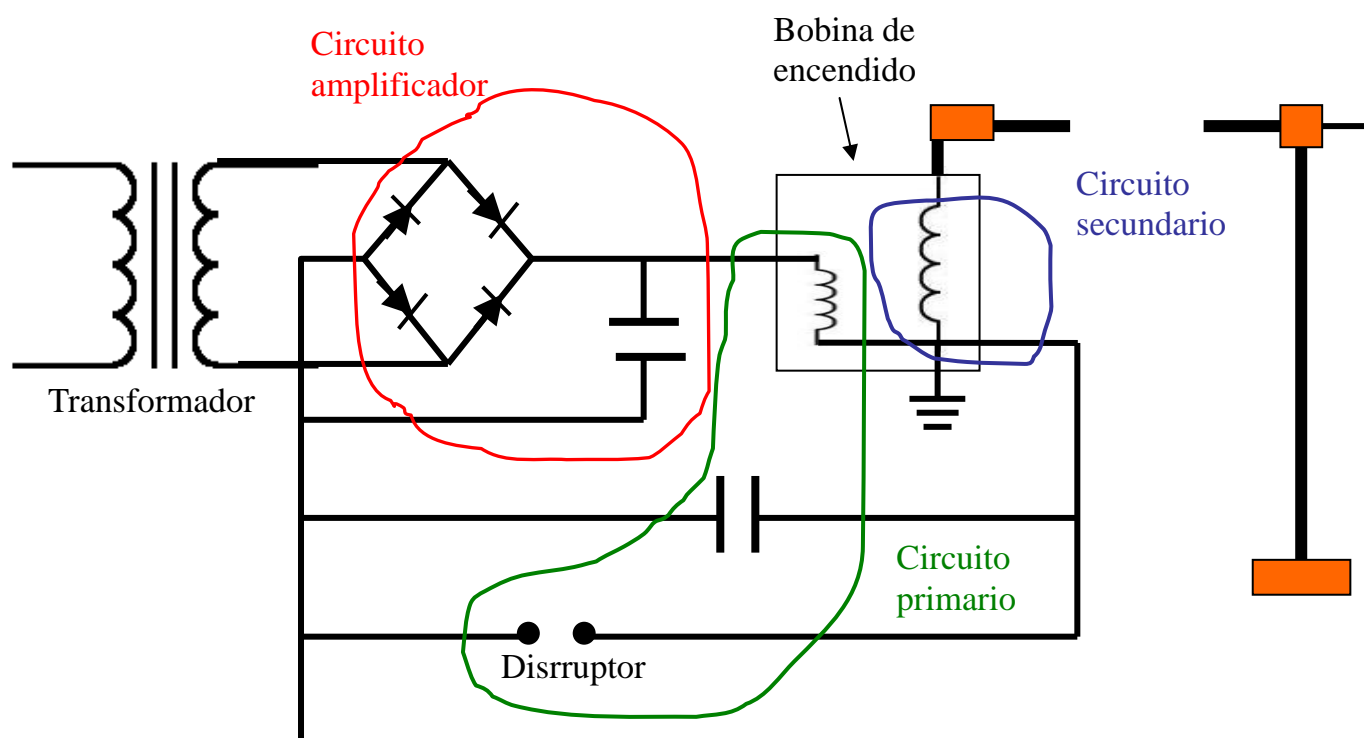 Circuito
amplificador
Bobina de
encendido
Circuito
secundario
Transformador
Circuito
primario
Disrruptor